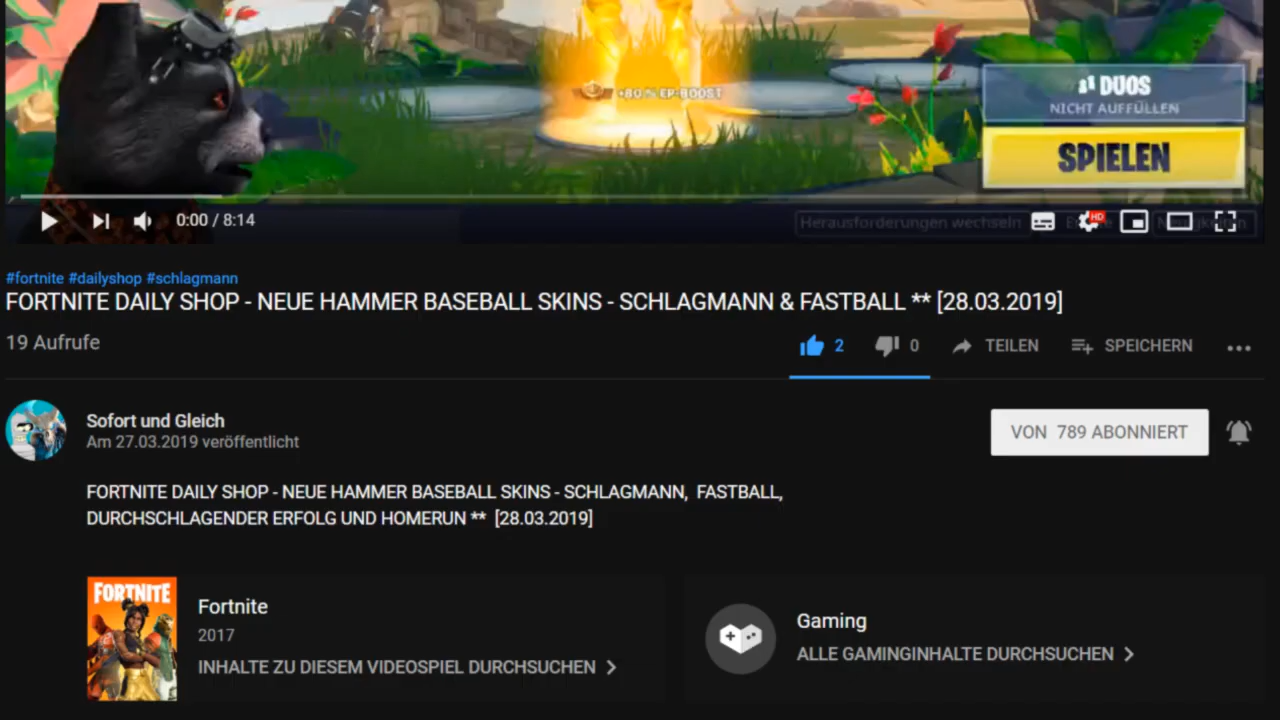 +80 % EP-BOOST
DUOS
NICHT AUFFÜLLEN
SPIELEN
0:00 / 8:14
Herausforderungen wechseln
HD
#fortnite #dailyshop #schlagmann
FORTNITE DAILY SHOP - NEUE HAMMER BASEBALL SKINS - SCHLAGMANN & FASTBALL ** [28.03.2019]
19 Aufrufe
2
0
TEILEN
SPEICHERN
Sofort und Gleich
Am 27.03.2019 veröffentlicht
VON 789 ABONNIERT
FORTNITE DAILY SHOP - NEUE HAMMER BASEBALL SKINS - SCHLAGMANN, FASTBALL,
DURCHSCHLAGENDER ERFOLG UND HOMERUN ** [28.03.2019]
FORTNITE
Fortnite
2017
INHALTE ZU DIESEM VIDEOSPIEL DURCHSUCHEN
Gaming
ALLE GAMINGINHALTE DURCHSUCHEN